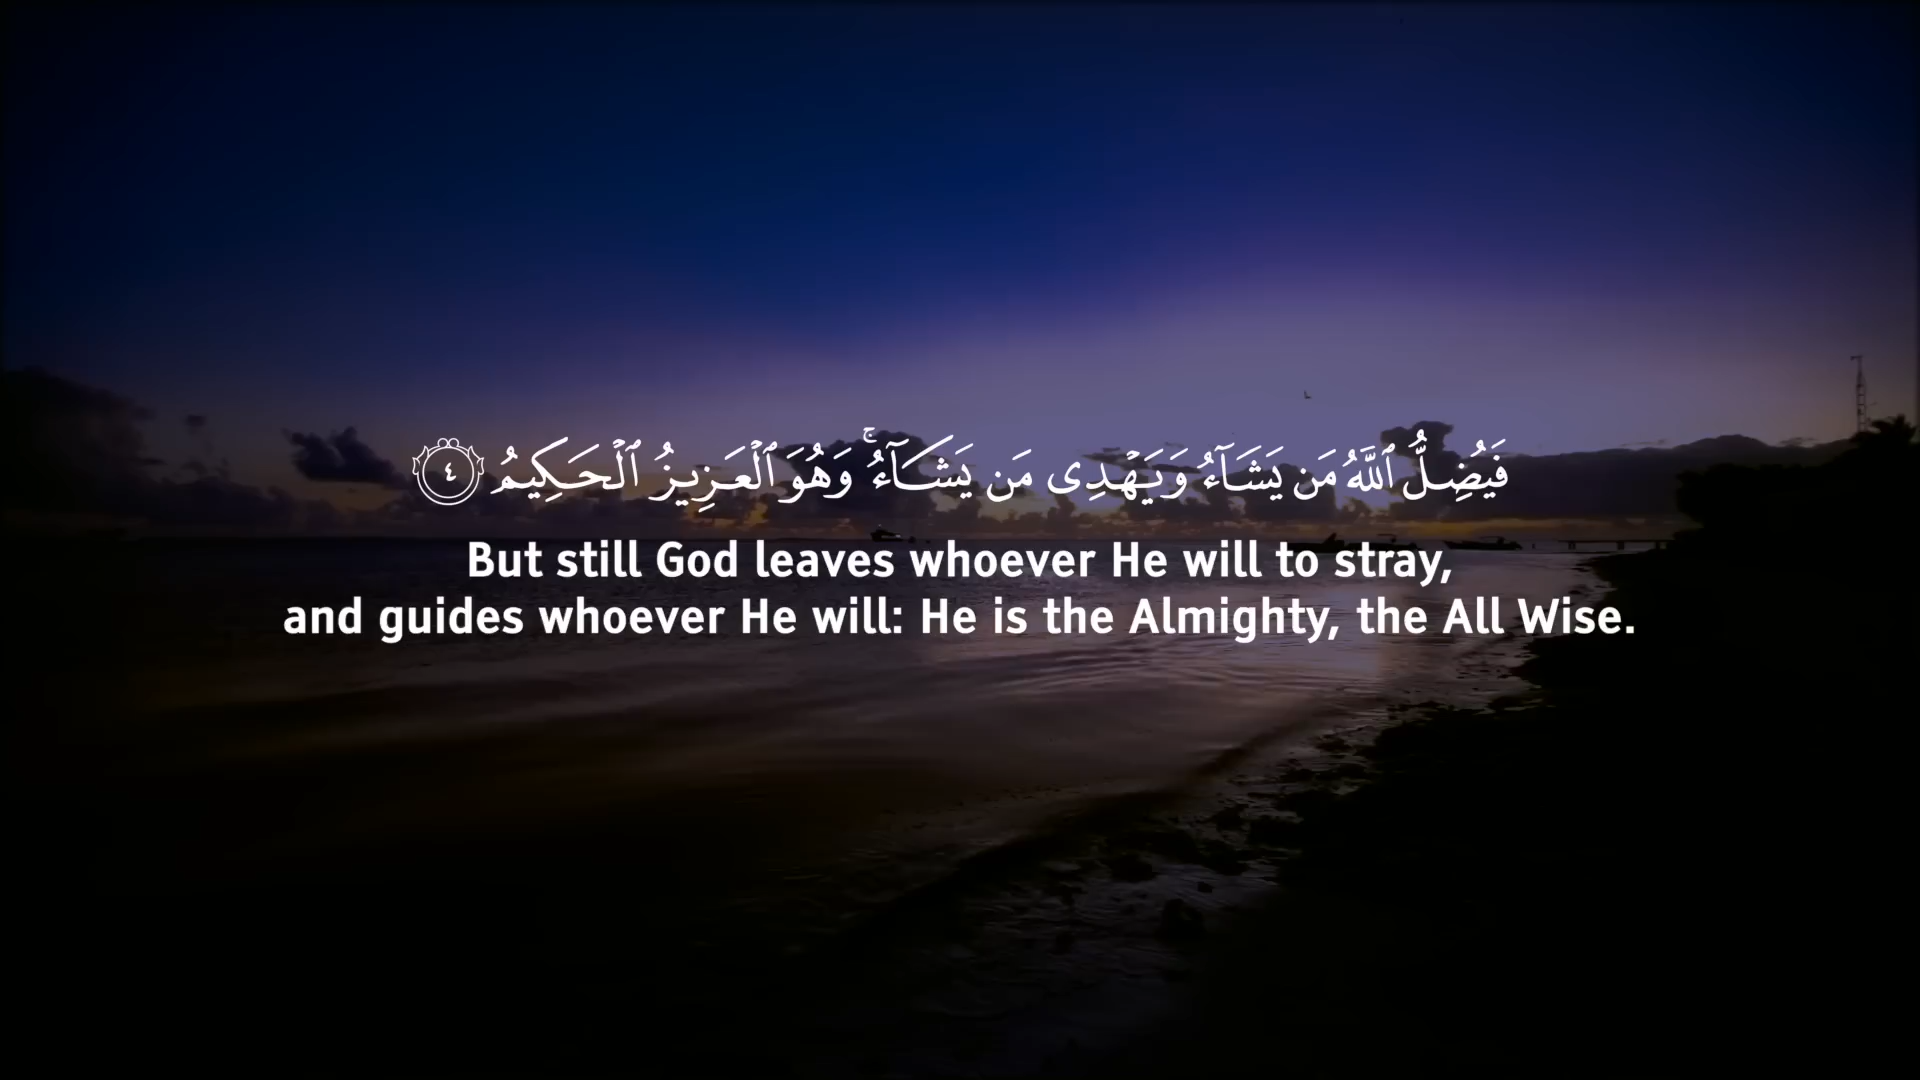 فَيُضِلُّ ٱللَّهُ مَن يَشَآءُ وَيَهْدِى مَن يَشَآءُ ۚ وَهُوَ ٱلْعَزِيزُ ٱلْحَكِيمُ ٤
But still God leaves whoever He will to stray,
and guides whoever He will: He is the Almighty, the All Wise.